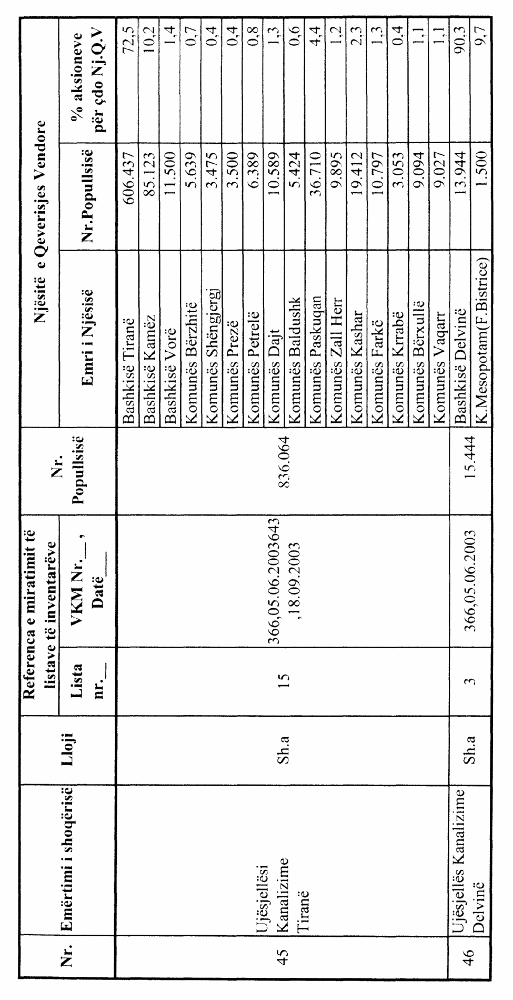 Nr.
Emërtimi i shoqërisë
Lloji
Referenca e miratimit të
listave të inventarëve
Lista
nr.__
VKM Nr.__ ,
Datë___
Nr.
Popullsisë
Njësitë e Qeverisjes Vendore
Emri i Njësisë
Nr.Popullsisë
% aksioneve
për çdo Nj.Q.V
45
Ujësjellësi
Kanalizime
Tiranë
Sh.a
15
366,05.06.2003643
,18.09.2003
836.064
Bashkisë Tiranë 606.437 72,5
Bashkisë Kamëz 85.123 10,2
Bashkisë Vorë 11.500 1,4
Komunës Bërzhitë 5.639 0,7
Komunës Shëngjergj 3.475 0,4
Komunës Prezë 3.500 0,4
Komunës Petrelë 6.389 0,8
Komunës Dajt 10.589 1,3
Komunës Baldushk 5.424 0,6
Komunës Paskuqan 36.710 4,4
Komunës Zall Herr 9.895 1,2
Komunës Kashar 19.412 2,3
Komunës Farkë 10.797 1,3
Komunës Krrabë 3.053 0,4
Komunës Bërxullë 9.094 1,1
Komunës Vaqarr 9.027 1,1
46
Ujësjellës Kanalizime
Delvinë
Sh.a
3
366,05.06.2003
15.444
Bashkisë Delvinë 13.944 90,3
K.Mesopotam(F.Bistrice) 1.500 9,7